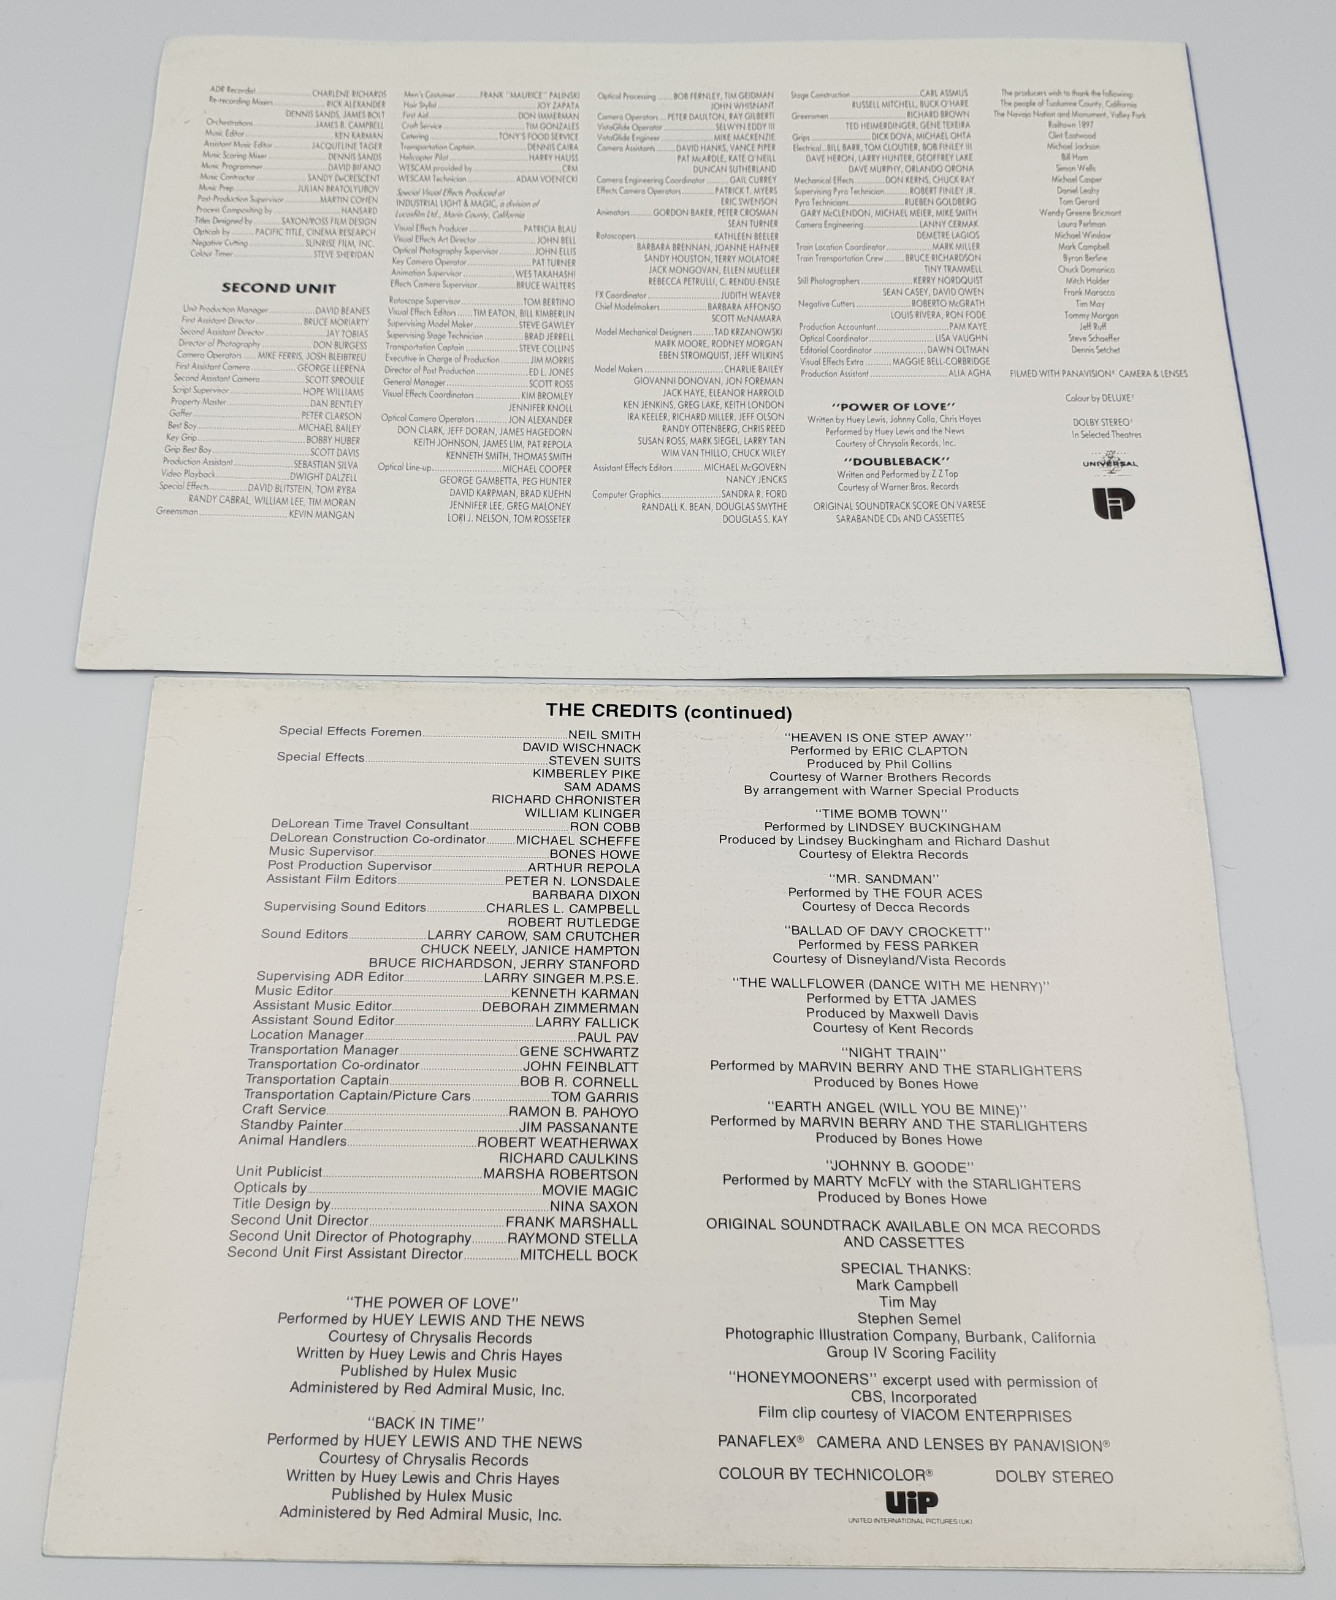 ADR Recordist CHARLENE RICHARDS
Re-recording Mixers RICK ALEXANDER
DENNIS SANDS, JAMES BOLT
Orchestrations JAMES B. CAMPBELL
Music Editor KEN KARMAN
Assistant Music Editor JACQUELINE TAGER
Music Scoring Mixer DENNIS SANDS
Music Programmer DAVID BIFANO
Music Contractor SANDY DeCRESCENT
Music Prep. JULIAN BRATOLYUBOV
Post-Production Supervisor MARTIN COHEN
Process Compositing by HANSARD
Titles Designed by SAXON/ROSS FILM DESIGN
Opticals by PACIFIC TITLE, CINEMA RESEARCH
Negative Cutting SUNRISE FILM, INC.
Colour Timer STEVE SHERIDAN
SECOND UNIT
Unit Production Manager DAVID BEANES
First Assistant Director BRUCE MORIARTY
Second Assistant Director JAY TOBIAS
Director of Photography DON BURGESS
Camera Operators MIKE FERRIS, JOSH BLEIBTREU
First Assistant Camera GEORGE LLERENA
Second Assistant Camera SCOTT SPROULE
Script Supervisor HOPE WILLIAMS
Property Master DAN BENTLEY
Gaffer PETER CLARSON
Best Boy MICHAEL BAILEY
Key Grip BOBBY HUBER
Grip Best Boy SCOTT DAVIS
Production Assistant SEBASTIAN SILVA
Video Playback DWIGHT DALZELL
Special Effects DAVID BLITSTEIN, TOM RYBA
RANDY CABRAL, WILLIAM LEE, TIM MORAN
Greensman KEVIN MANGAN
Men's Costumer FRANK "MAURICE" PALINSKI
Hair Stylist JOY ZAPATA
First Aid DON IMMERMAN
Craft Service TIM GONZALES
Catering TONY'S FOOD SERVICE
Transportation Captain DENNIS CAIRA
Helicopter Pilot HARRY HAUSS
WESCAM provided by CRM
WESCAM Technician ADAM VOENECKI
Special Visual Effects Produced at
INDUSTRIAL LIGHT & MAGIC, a division of
Lucasfilm Ltd., Marin County, California
Visual Effects Producer PATRICIA BLAU
Visual Effects Art Director JOHN BELL
Optical Photography Supervisor JOHN ELLIS
Key Camera Operator PAT TURNER
Animation Supervisor WES TAKAHASHI
Effects Camera Supervisor BRUCE WALTERS
Rotoscope Supervisor TOM BERTINO
Visual Effects Editors TIM EATON, BILL KIMBERLIN
Supervising Model Maker STEVE GAWLEY
Supervising Stage Technician BRAD JERRELL
Transportation Captain STEVE COLLINS
Executive in Charge of Production JIM MORRIS
Director of Post Production ED L. JONES
General Manager SCOTT ROSS
Visual Effects Coordinators KIM BROMLEY
JENNIFER KNOLL
Optical Camera Operators JON ALEXANDER
DON CLARK, JEFF DORAN, JAMES HAGEDORN
KEITH JOHNSON, JAMES LIM, PAT REPOLA
KENNETH SMITH, THOMAS SMITH
Optical Line-up MICHAEL COOPER
GEORGE GAMBETTA, PEG HUNTER
DAVID KARPMAN, BRAD KUEHN
JENNIFER LEE, GREG MALONEY
LORI J. NELSON, TOM ROSSETER
Optical Processing BOB FERNLEY, TIM GEIDMAN
JOHN WHISNANT
Camera Operators PETER DAULTON, RAY GILBERTI
VistaGlide Operator SELWYN EDDY III
VistaGlide Engineer MIKE MACKENZIE
Camera Assistants DAVID HANKS, VANCE PIPER
PAT McARDLE, KATE O'NEILL
DUNCAN SUTHERLAND
Camera Engineering Coordinator GAIL CURREY
Effects Camera Operators PATRICK T. MYERS
ERIC SWENSON
Animators GORDON BAKER, PETER CROSMAN
SEAN TURNER
Rotoscopers KATHLEEN BEELER
BARBARA BRENNAN, JOANNE HAFNER
SANDY HOUSTON, TERRY MOLATORE
JACK MONGOVAN, ELLEN MUELLER
REBECCA PETRULLI, C. RENDU-ENSLE
FX Coordinator JUDITH WEAVER
Chief Modelmakers BARBARA AFFONSO
SCOTT McNAMARA
Model Mechanical Designers TAD KRZANOWSKI
MARK MOORE, RODNEY MORGAN
EBEN STROMQUIST, JEFF WILKINS
Model Makers CHARLIE BAILEY
GIOVANNI DONOVAN, JON FOREMAN
JACK HAYE, ELEANOR HARROLD
KEN JENKINS, GREG LAKE, KEITH LONDON
IRA KEELER, RICHARD MILLER, JEFF OLSON
RANDY OTTENBERG, CHRIS REED
SUSAN ROSS, MARK SIEGEL, LARRY TAN
WIM VAN THILLO, CHUCK WILEY
Assistant Effects Editors MICHAEL McGOVERN
NANCY JENCKS
Computer Graphics SANDRA R. FORD
RANDALL K. BEAN, DOUGLAS SMYTHE
DOUGLAS S. KAY
Stage Construction CARL ASSMUS
RUSSELL MITCHELL, BUCK O'HARE
Greensmen RICHARD BROWN
TED HEIMERDINGER, GENE TEXEIRA
Grips DICK DOVA, MICHAEL OHTA
Electrical BILL BARR, TOM CLOUTIER, BOB FINLEY III
DAVE HERON, LARRY HUNTER, GEOFFREY LAKE
DAVE MURPHY, ORLANDO ORONA
Mechanical Effects DON KERNS, CHUCK RAY
Supervising Pyro Technician ROBERT FINLEY JR.
Pyro Technicians RUEBEN GOLDBERG
GARY McCLENDON, MICHAEL MEIER, MIKE SMITH
Camera Engineering LANNY CERMAK
DEMETRE LAGIOS
Train Location Coordinator MARK MILLER
Train Transportation Crew BRUCE RICHARDSON
TINY TRAMMELL
Still Photographers KERRY NORDQUIST
SEAN CASEY, DAVID OWEN
Negative Cutters ROBERTO McGRATH
LOUIS RIVERA, RON FODE
Production Accountant PAM KAYE
Optical Coordinator LISA VAUGHN
Editorial Coordinator DAWN OLTMAN
Visual Effects Extra MAGGIE BELL-CORBRIDGE
Production Assistant ALIA AGHA
"POWER OF LOVE"
Written by Huey Lewis, Johnny Colla, Chris Hayes
Performed by Huey Lewis and the News
Courtesy of Chrysalis Records, Inc.
"DOUBLEBACK"
Written and Performed by Z Z Top
Courtesy of Warner Bros. Records
ORIGINAL SOUNDTRACK SCORE ON VARESE
SARABANDE CDs AND CASSETTES
The producers wish to thank the following:
The people of Tuolumne County, California
The Navajo Nation and Monument, Valley Park
Railtown 1897
Clint Eastwood
Michael Jackson
Bill Ham
Simon Wells
Michael Casper
Daniel Leahy
Tom Gerard
Wendy Greene Bricmont
Laura Perlman
Michael Winslow
Mark Campbell
Byron Berline
Chuck Domanico
Mitch Holder
Frank Marocco
Tim May
Tommy Morgan
Jeff Ruff
Steve Schaeffer
Dennis Setchet
FILMED WITH PANAVISION® CAMERA & LENSES
Colour by DELUXE®
DOLBY STEREO®
In Selected Theatres
UNIVERSAL
UIP
THE CREDITS (continued)
Special Effects Foremen NEIL SMITH
DAVID WISCHNACK
Special Effects STEVEN SUITS
KIMBERLEY PIKE
SAM ADAMS
RICHARD CHRONISTER
WILLIAM KLINGER
DeLorean Time Travel Consultant RON COBB
DeLorean Construction Co-ordinator MICHAEL SCHEFFE
Music Supervisor BONES HOWE
Post Production Supervisor ARTHUR REPOLA
Assistant Film Editors PETER N. LONSDALE
BARBARA DIXON
Supervising Sound Editors CHARLES L. CAMPBELL
ROBERT RUTLEDGE
Sound Editors LARRY CAROW, SAM CRUTCHER
CHUCK NEELY, JANICE HAMPTON
BRUCE RICHARDSON, JERRY STANFORD
Supervising ADR Editor LARRY SINGER M.P.S.E.
Music Editor KENNETH KARMAN
Assistant Music Editor DEBORAH ZIMMERMAN
Assistant Sound Editor LARRY FALLICK
Location Manager PAUL PAV
Transportation Manager GENE SCHWARTZ
Transportation Co-ordinator JOHN FEINBLATT
Transportation Captain BOB R. CORNELL
Transportation Captain/Picture Cars TOM GARRIS
Craft Service RAMON B. PAHOYO
Standby Painter JIM PASSANANTE
Animal Handlers ROBERT WEATHERWAX
RICHARD CAULKINS
Unit Publicist MARSHA ROBERTSON
Opticals by MOVIE MAGIC
Title Design by NINA SAXON
Second Unit Director FRANK MARSHALL
Second Unit Director of Photography RAYMOND STELLA
Second Unit First Assistant Director MITCHELL BOCK
"THE POWER OF LOVE"
Performed by HUEY LEWIS AND THE NEWS
Courtesy of Chrysalis Records
Written by Huey Lewis and Chris Hayes
Published by Hulex Music
Administered by Red Admiral Music, Inc.
"BACK IN TIME"
Performed by HUEY LEWIS AND THE NEWS
Courtesy of Chrysalis Records
Written by Huey Lewis and Chris Hayes
Published by Hulex Music
Administered by Red Admiral Music, Inc.
"HEAVEN IS ONE STEP AWAY"
Performed by ERIC CLAPTON
Produced by Phil Collins
Courtesy of Warner Brothers Records
By arrangement with Warner Special Products
"TIME BOMB TOWN"
Performed by LINDSEY BUCKINGHAM
Produced by Lindsey Buckingham and Richard Dashut
Courtesy of Elektra Records
"MR. SANDMAN"
Performed by THE FOUR ACES
Courtesy of Decca Records
"BALLAD OF DAVY CROCKETT"
Performed by FESS PARKER
Courtesy of Disneyland/Vista Records
"THE WALLFLOWER (DANCE WITH ME HENRY)"
Performed by ETTA JAMES
Produced by Maxwell Davis
Courtesy of Kent Records
"NIGHT TRAIN"
Performed by MARVIN BERRY AND THE STARLIGHTERS
Produced by Bones Howe
"EARTH ANGEL (WILL YOU BE MINE)"
Performed by MARVIN BERRY AND THE STARLIGHTERS
Produced by Bones Howe
"JOHNNY B. GOODE"
Performed by MARTY McFLY with the STARLIGHTERS
Produced by Bones Howe
ORIGINAL SOUNDTRACK AVAILABLE ON MCA RECORDS
AND CASSETTES
SPECIAL THANKS:
Mark Campbell
Tim May
Stephen Semel
Photographic Illustration Company, Burbank, California
Group IV Scoring Facility
"HONEYMOONERS" excerpt used with permission of
CBS, Incorporated
Film clip courtesy of VIACOM ENTERPRISES
PANAFLEX® CAMERA AND LENSES BY PANAVISION®
COLOUR BY TECHNICOLOR® DOLBY STEREO
UIP
UNITED INTERNATIONAL PICTURES (UK)